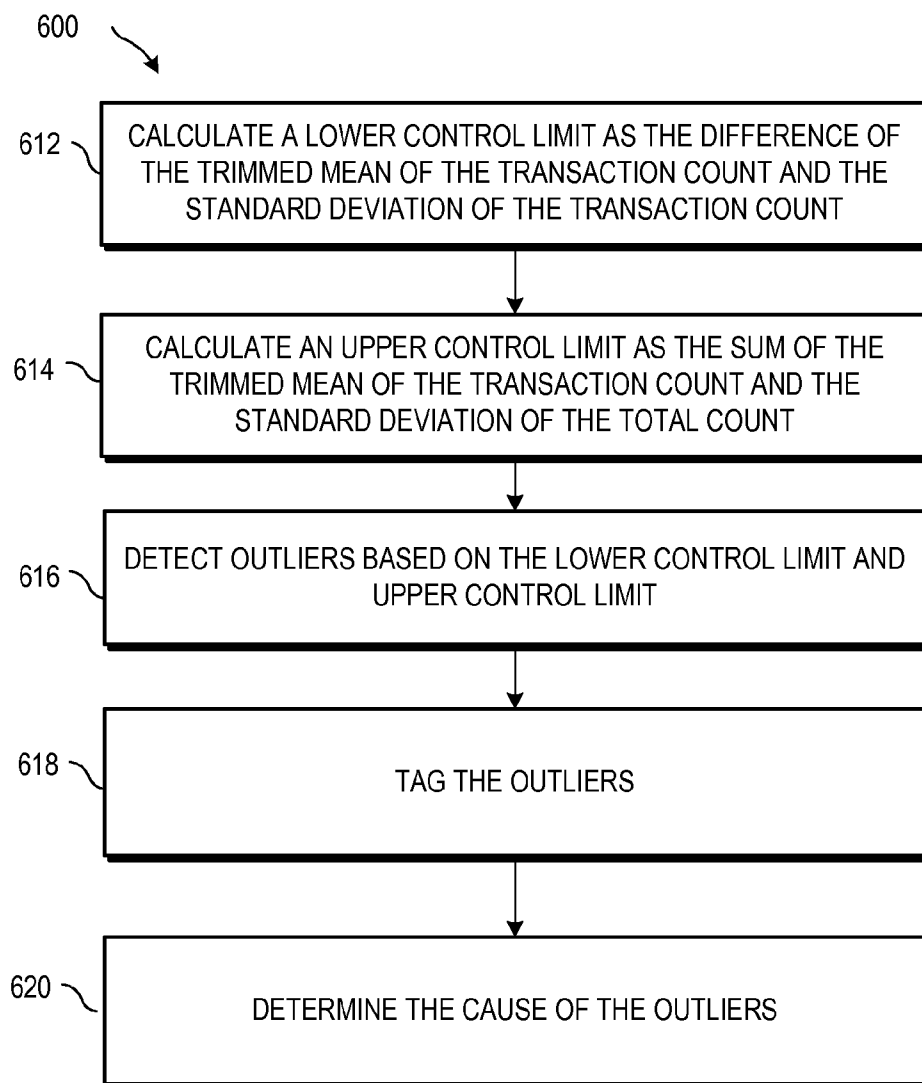 600
612
CALCULATE A LOWER CONTROL LIMIT AS THE DIFFERENCE OF
THE TRIMMED MEAN OF THE TRANSACTION COUNT AND THE
STANDARD DEVIATION OF THE TRANSACTION COUNT
614
CALCULATE AN UPPER CONTROL LIMIT AS THE SUM OF THE
TRIMMED MEAN OF THE TRANSACTION COUNT AND THE
STANDARD DEVIATION OF THE TOTAL COUNT
616
DETECT OUTLIERS BASED ON THE LOWER CONTROL LIMIT AND
UPPER CONTROL LIMIT
618
TAG THE OUTLIERS
620
DETERMINE THE CAUSE OF THE OUTLIERS